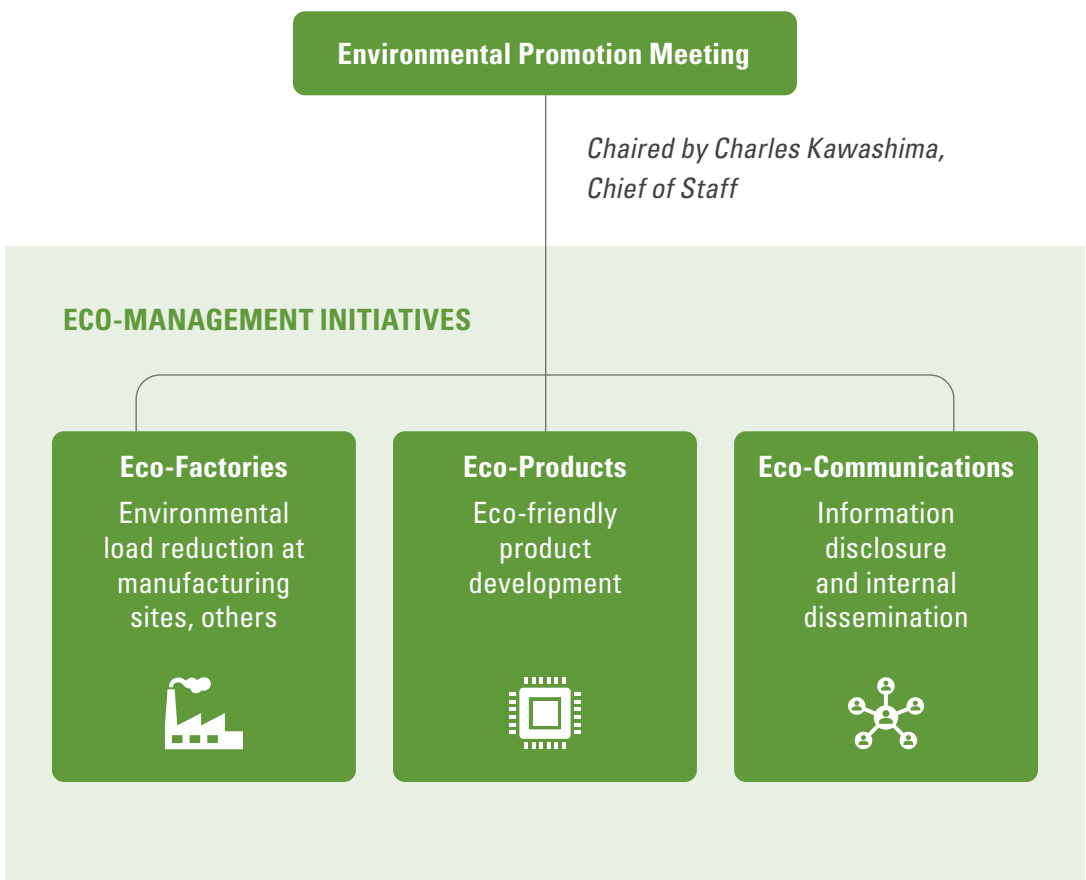 Environmental Promotion Meeting
Chaired by Charles Kawashima,
Chief of Staff
ECO-MANAGEMENT INITIATIVES
Eco-Factories
Environmental
load reduction at
manufacturing
sites, others
Eco-Products
Eco-friendly
product
development
Eco-Communications
Information
disclosure
and internal
dissemination